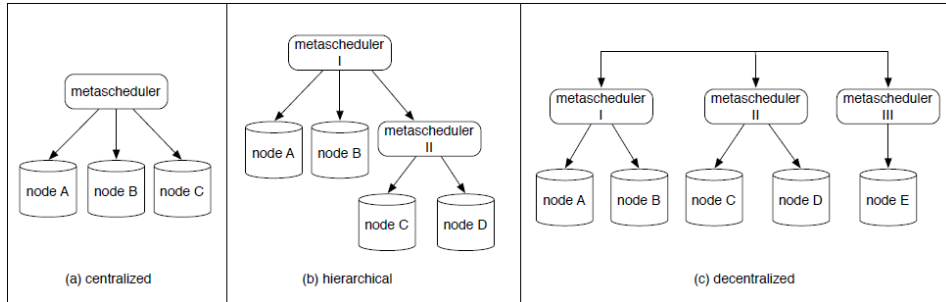 metascheduler
node A
node B
node C
(a) centralized
metascheduler
I
node A
node B
metascheduler
II
node C
node D
(b) hierarchical
metascheduler
I
metascheduler
II
metascheduler
III
node A
node B
node C
node D
node E
(c) decentralized